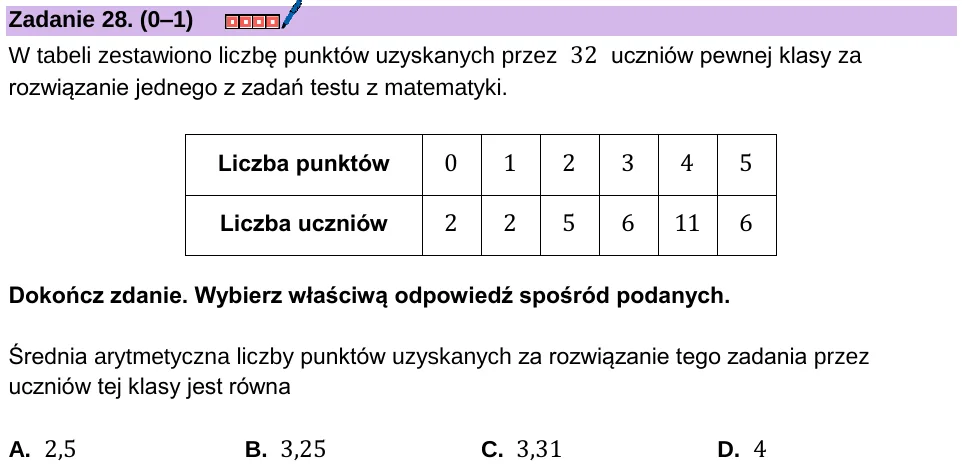 Zadanie 28. (0–1)
W tabeli zestawiono liczbę punktów uzyskanych przez 32 uczniów pewnej klasy za
rozwiązanie jednego z zadań testu z matematyki.
Liczba punktów 0 1 2 3 4 5
Liczba uczniów 2 2 5 6 11 6
Dokończ zdanie. Wybierz właściwą odpowiedź spośród podanych.
Średnia arytmetyczna liczby punktów uzyskanych za rozwiązanie tego zadania przez
uczniów tej klasy jest równa
A. 2,5 B. 3,25 C. 3,31 D. 4